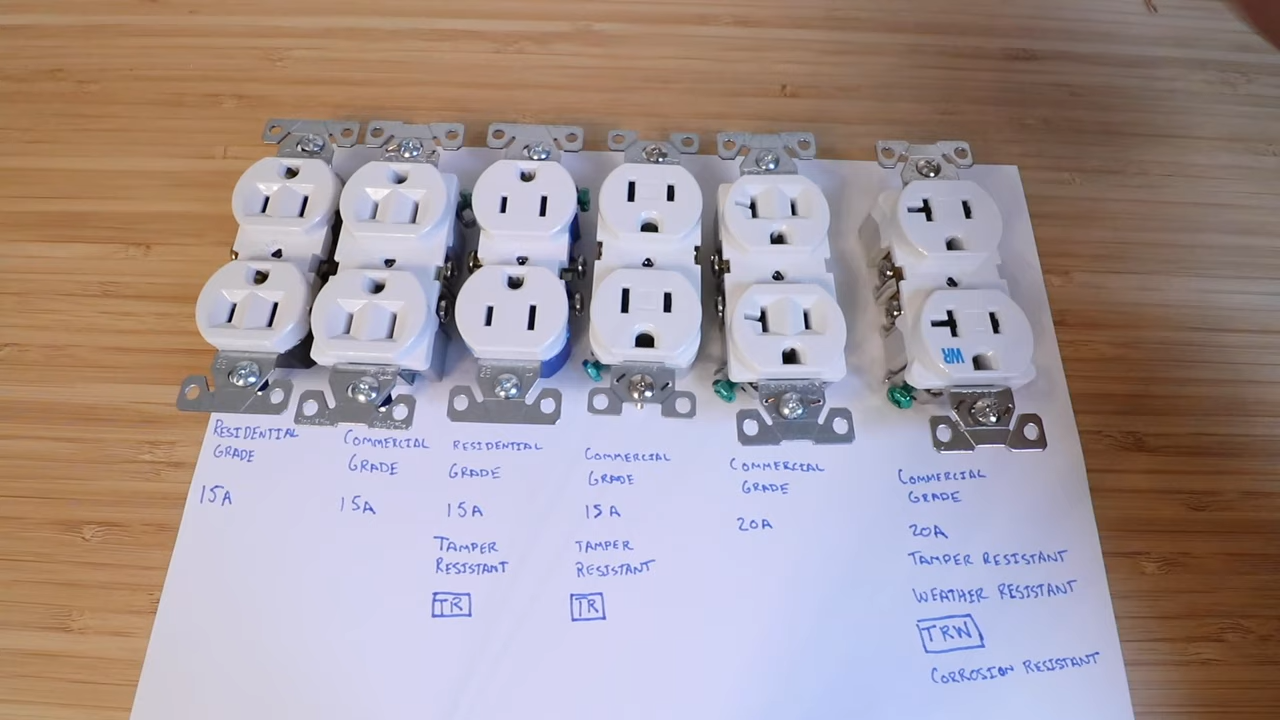 WR
RESIDENTIAL
GRADE
15A
COMMERCIAL
GRADE
15A
RESIDENTIAL
GRADE
15A
TAMPER
RESISTANT
TR
COMMERCIAL
GRADE
15A
TAMPER
RESISTANT
TR
COMMERCIAL
GRADE
20A
COMMERCIAL
GRADE
20A
TAMPER RESISTANT
WEATHER RESISTANT
TRW
CORROSION RESISTANT